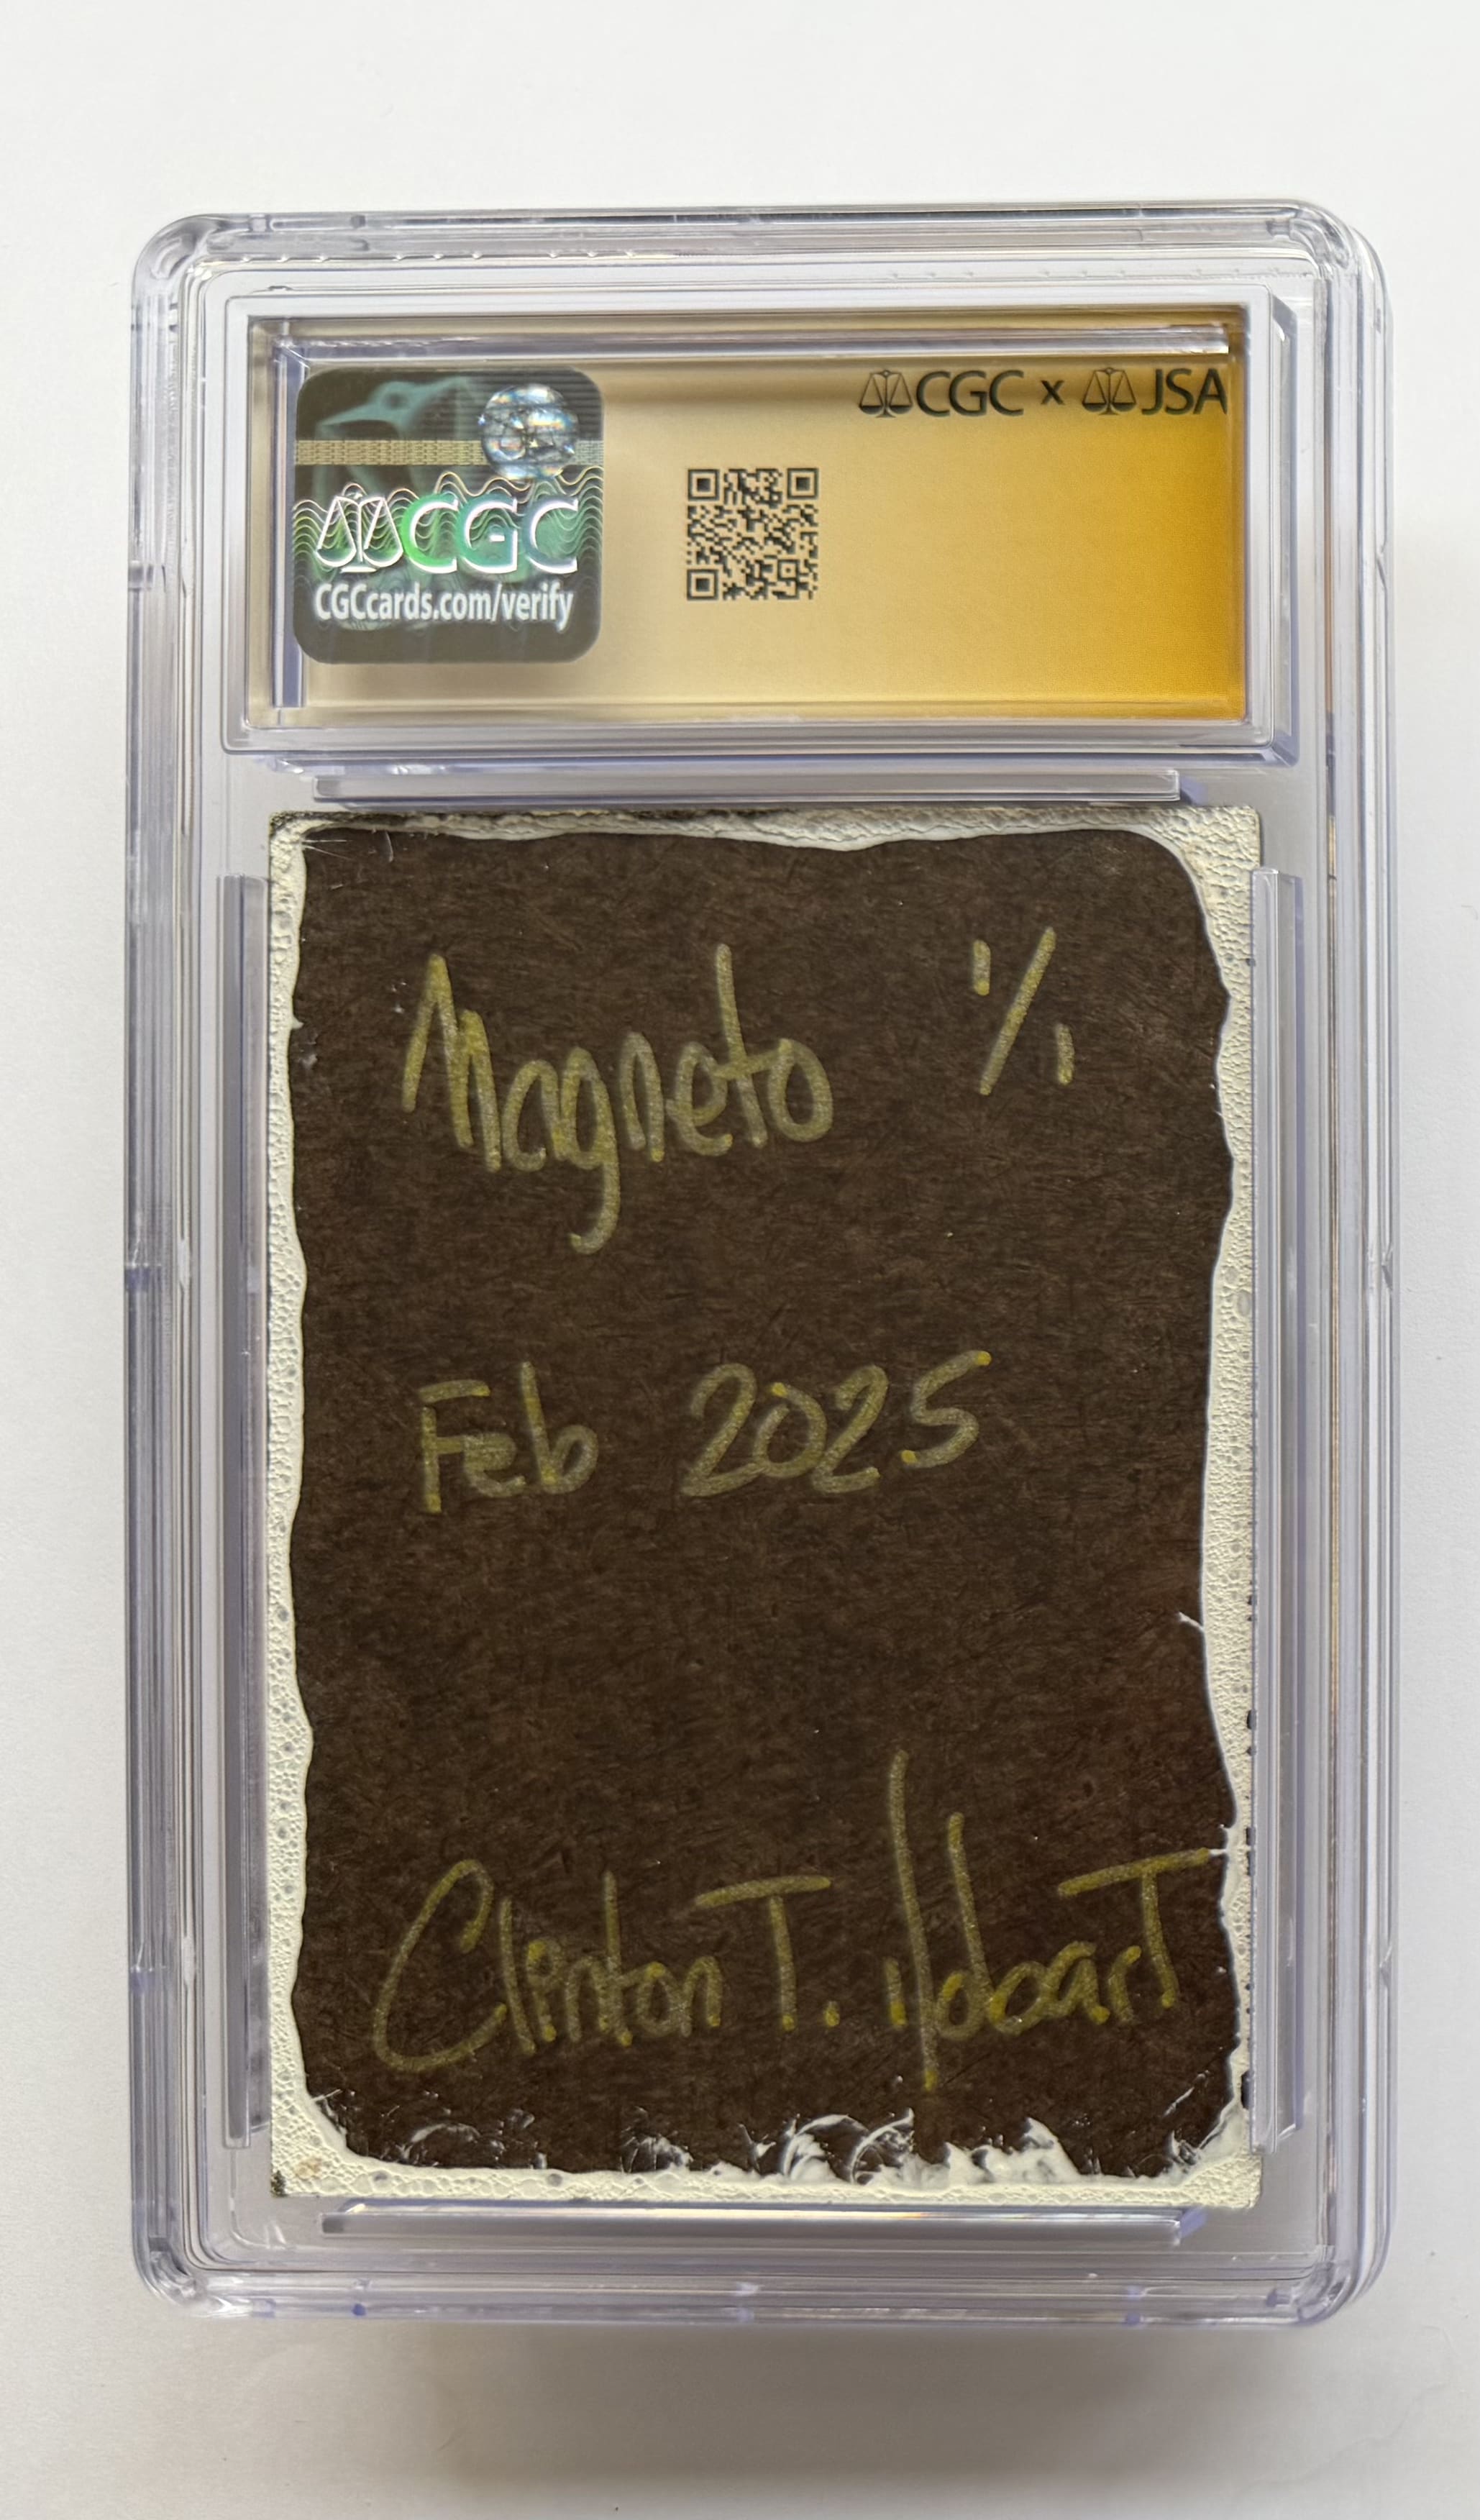 CGC x JSA
CGC
CGCcards.com/verify
Magneto 1/1
Feb 2025
Clinton T. Hobart